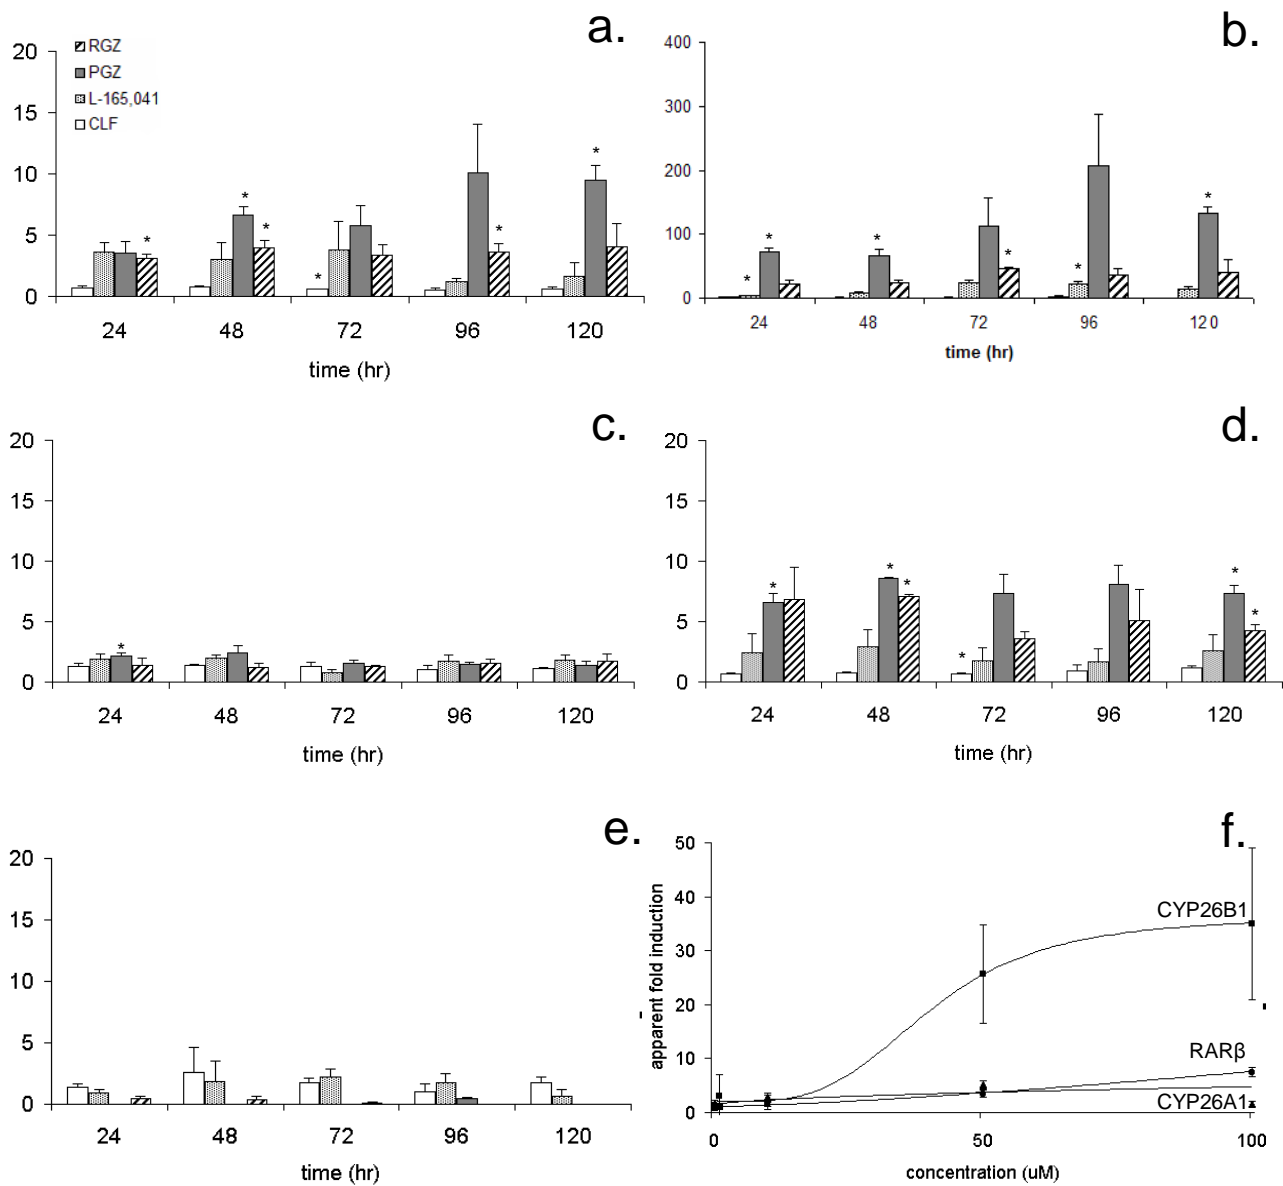 a.
20
15
10
5
0
RGZ
PGZ
L-165,041
CLF
*
*
*
*
*
*
24 48 72 96 120
time (hr)
b.
400
300
200
100
0
*
*
*
*
*
*
24 48 72 96 120
time (hr)
c.
20
15
10
5
0
*
24 48 72 96 120
time (hr)
d.
20
15
10
5
0
*
*
*
*
*
*
24 48 72 96 120
time (hr)
e.
20
15
10
5
0
24 48 72 96 120
time (hr)
f.
apparent fold induction
50
40
30
20
10
0
CYP26B1
RARβ
CYP26A1
0 50 100
concentration (uM)